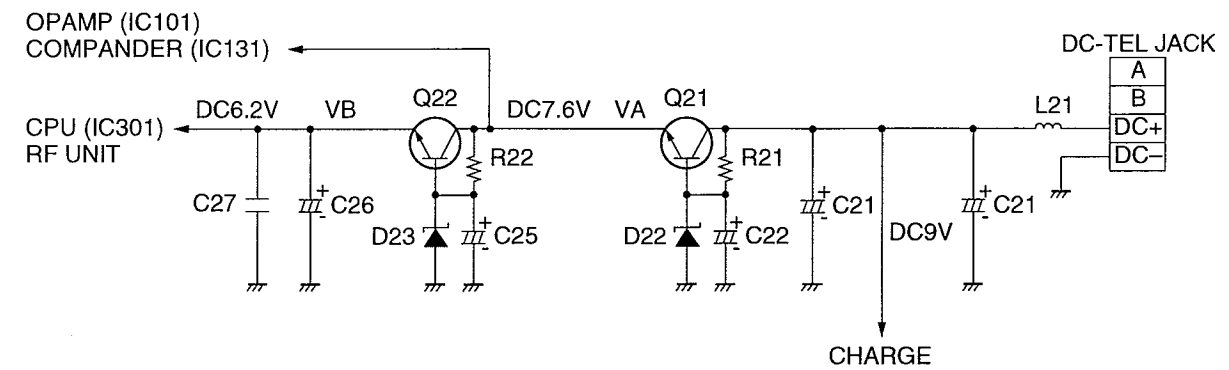 OPAMP (IC101)
COMPANDER (IC131)
DC-TEL JACK
A
B
DC+
DC−
L21
DC6.2V
VB
Q22
DC7.6V
VA
Q21
CPU (IC301)
RF UNIT
R22
R21
C27
+
-
C26
D23
+
-
C25
D22
+
-
C22
+
-
C21
DC9V
+
-
C21
CHARGE